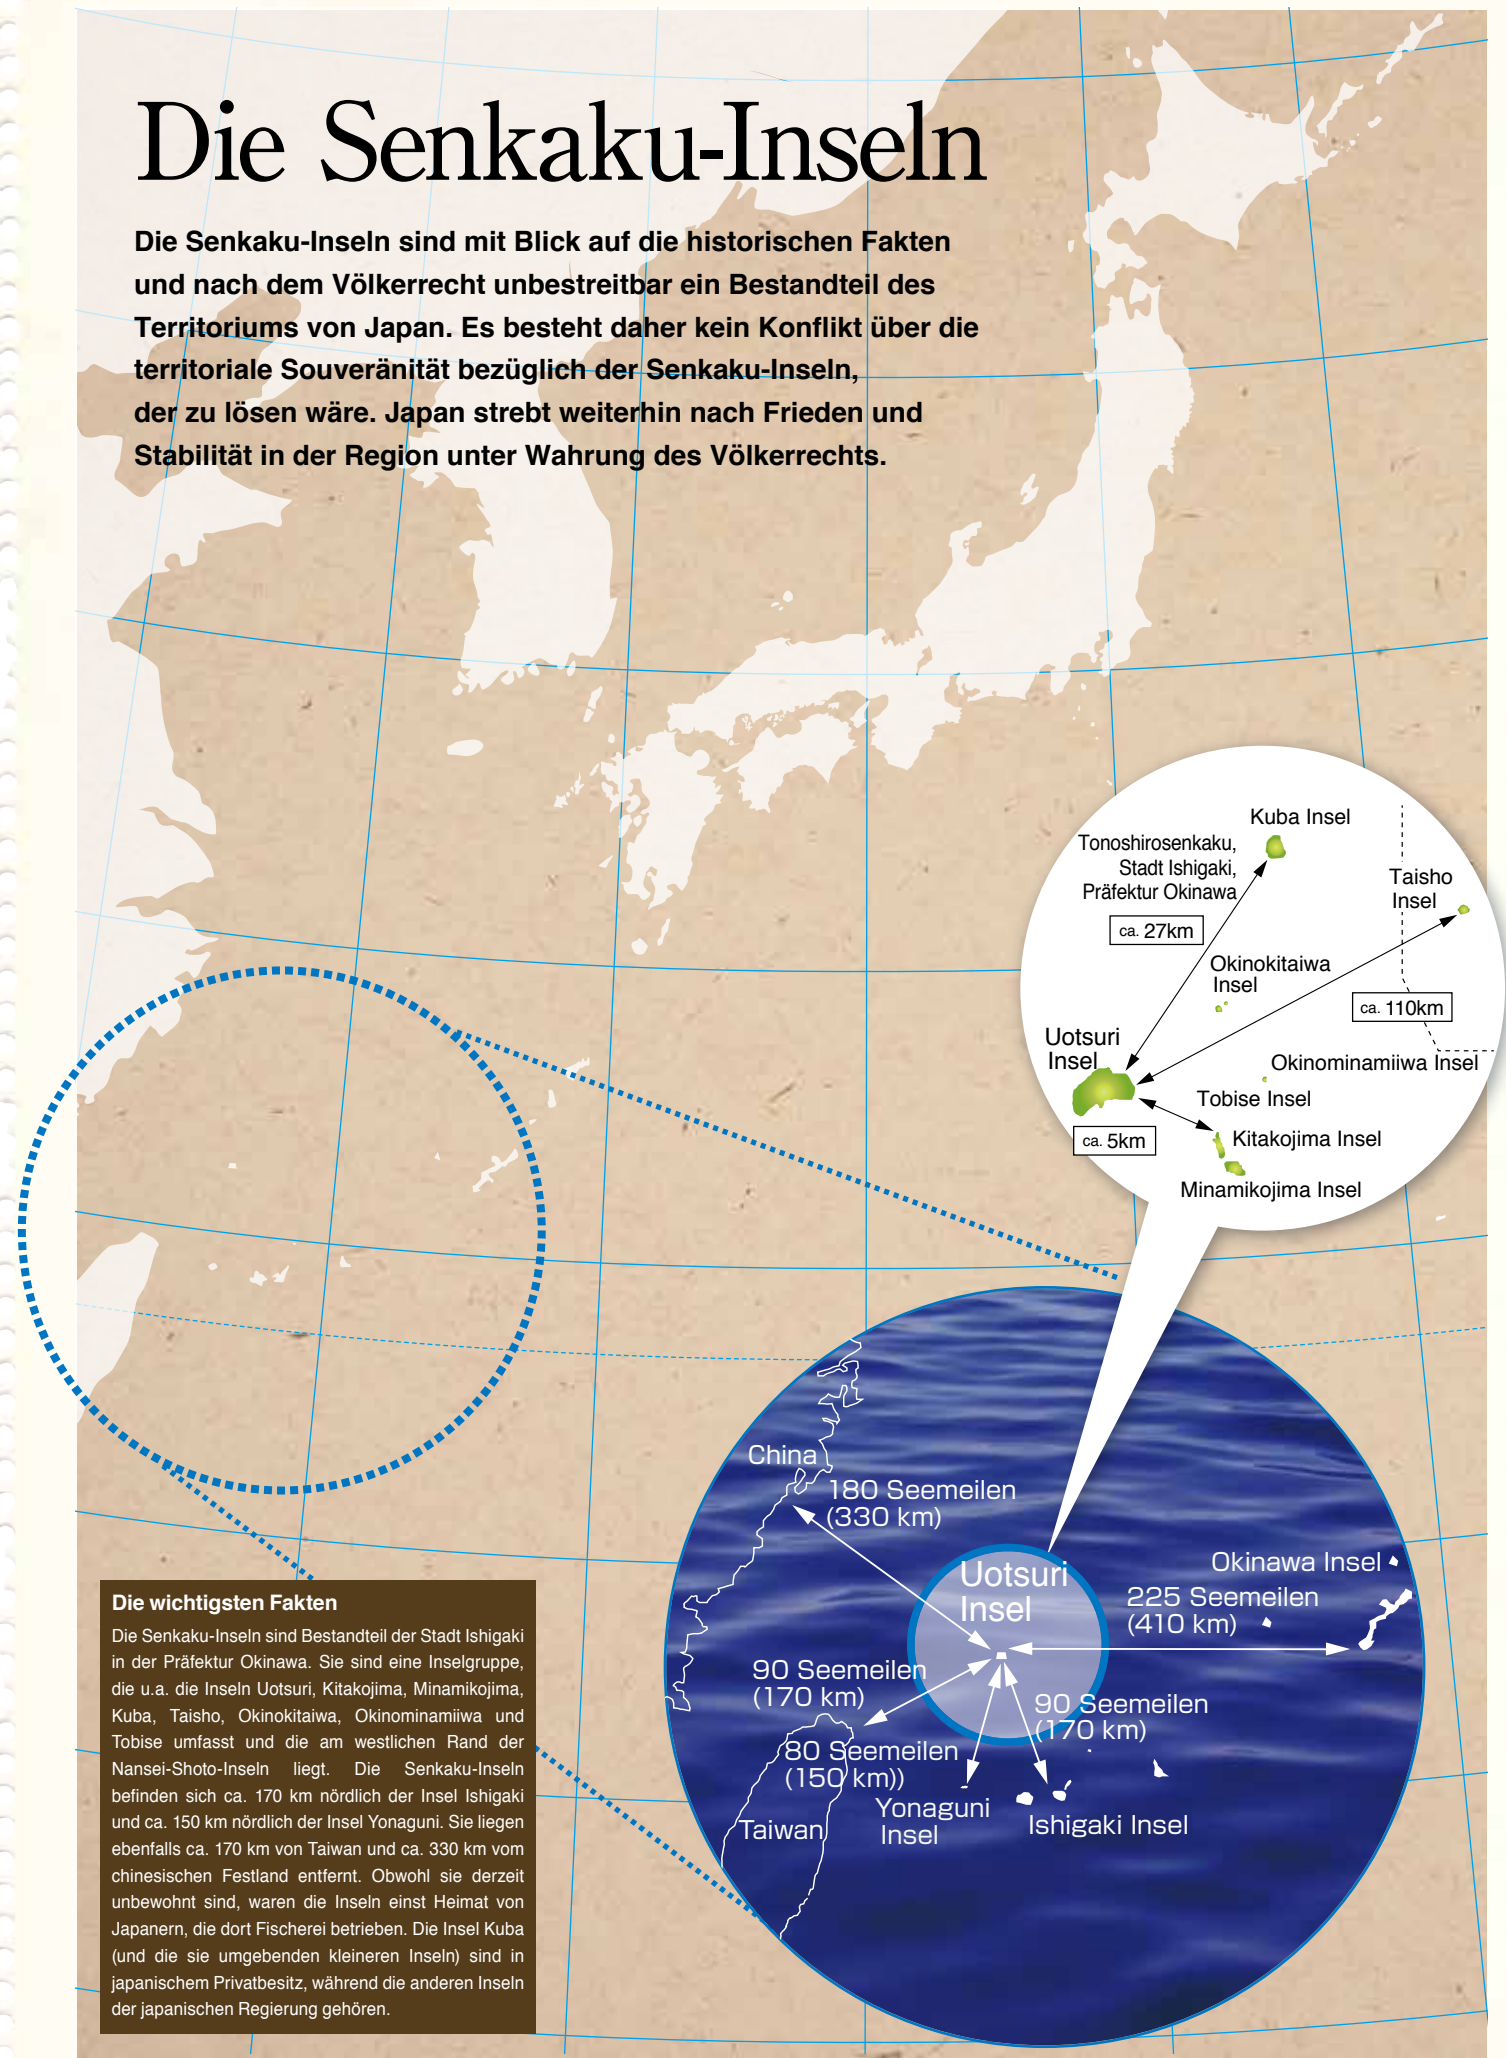 Die Senkaku-Inseln
Die Senkaku-Inseln sind mit Blick auf die historischen Fakten
und nach dem Völkerrecht unbestreitbar ein Bestandteil des
Territoriums von Japan. Es besteht daher kein Konflikt über die
territoriale Souveränität bezüglich der Senkaku-Inseln,
der zu lösen wäre. Japan strebt weiterhin nach Frieden und
Stabilität in der Region unter Wahrung des Völkerrechts.
Kuba Insel
Tonoshirosenkaku,
Stadt Ishigaki,
Präfektur Okinawa
Taisho
Insel
ca. 27km
Okinokitaiwa
Insel
ca. 110km
Uotsuri
Insel
Okinominamiiwa Insel
Tobise Insel
ca. 5km
Kitakojima Insel
Minamikojima Insel
China
180 Seemeilen
(330 km)
Uotsuri
Insel
Okinawa Insel
225 Seemeilen
(410 km)
90 Seemeilen
(170 km)
90 Seemeilen
(170 km)
80 Seemeilen
(150 km))
Yonaguni
Insel
Ishigaki Insel
Taiwan
Die wichtigsten Fakten
Die Senkaku-Inseln sind Bestandteil der Stadt Ishigaki
in der Präfektur Okinawa. Sie sind eine Inselgruppe,
die u.a. die Inseln Uotsuri, Kitakojima, Minamikojima,
Kuba, Taisho, Okinokitaiwa, Okinominamiiwa und
Tobise umfasst und die am westlichen Rand der
Nansei-Shoto-Inseln liegt. Die Senkaku-Inseln
befinden sich ca. 170 km nördlich der Insel Ishigaki
und ca. 150 km nördlich der Insel Yonaguni. Sie liegen
ebenfalls ca. 170 km von Taiwan und ca. 330 km vom
chinesischen Festland entfernt. Obwohl sie derzeit
unbewohnt sind, waren die Inseln einst Heimat von
Japanern, die dort Fischerei betrieben. Die Insel Kuba
(und die sie umgebenden kleineren Inseln) sind in
japanischem Privatbesitz, während die anderen Inseln
der japanischen Regierung gehören.